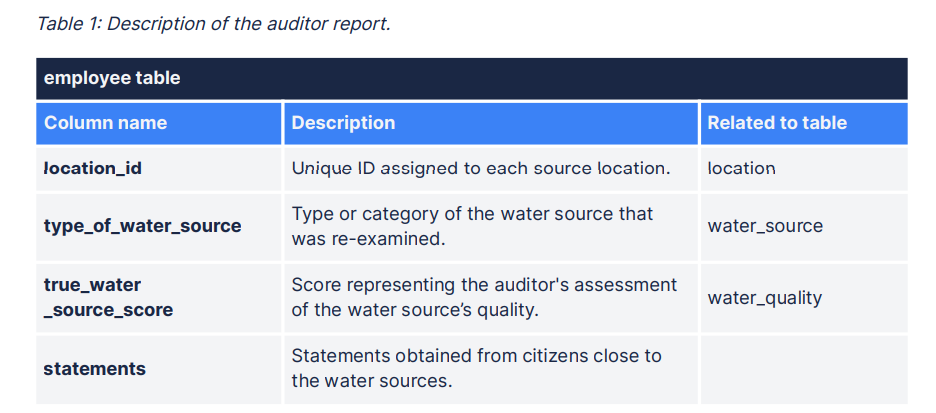 Table 1: Description of the auditor report.
employee table
Column name Description Related to table
location_id Unique ID assigned to each source location. location
type_of_water_source Type or category of the water source that was re-examined. water_source
true_water _source_score Score representing the auditor's assessment of the water source’s quality. water_quality
statements Statements obtained from citizens close to the water sources.